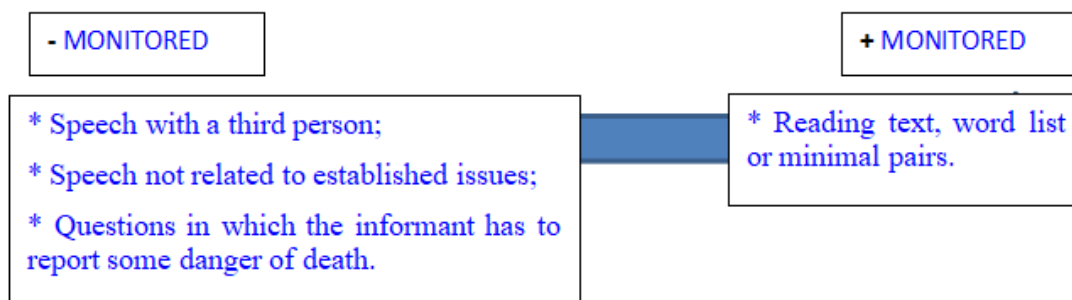 - MONITORED
+ MONITORED
* Speech with a third person;
* Speech not related to established issues;
* Questions in which the informant has to
report some danger of death.
* Reading text, word list
or minimal pairs.